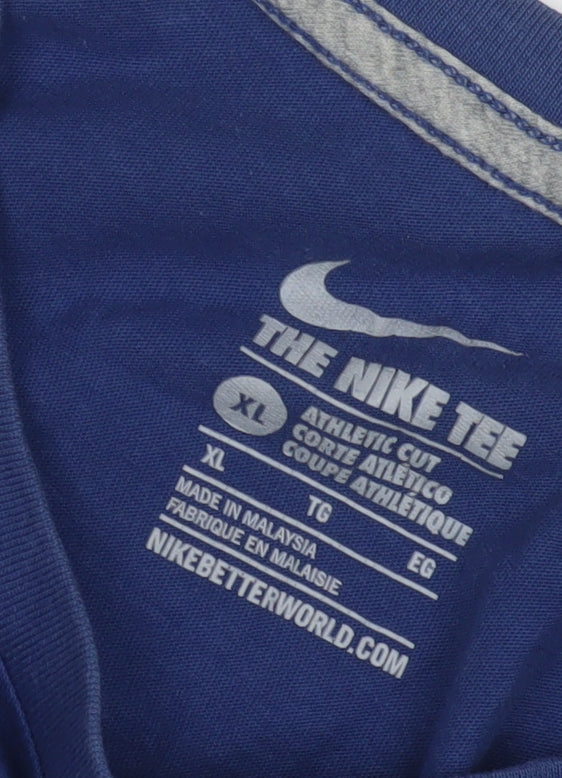 THE NIKE TEE
XL
ATHLETIC CUT
CORTE ATLÉTICO
COUPE ATHLÉTIQUE
XL TG EG
MADE IN MALAYSIA
FABRIQUE EN MALAISIE
NIKEBETTERWORLD.COM